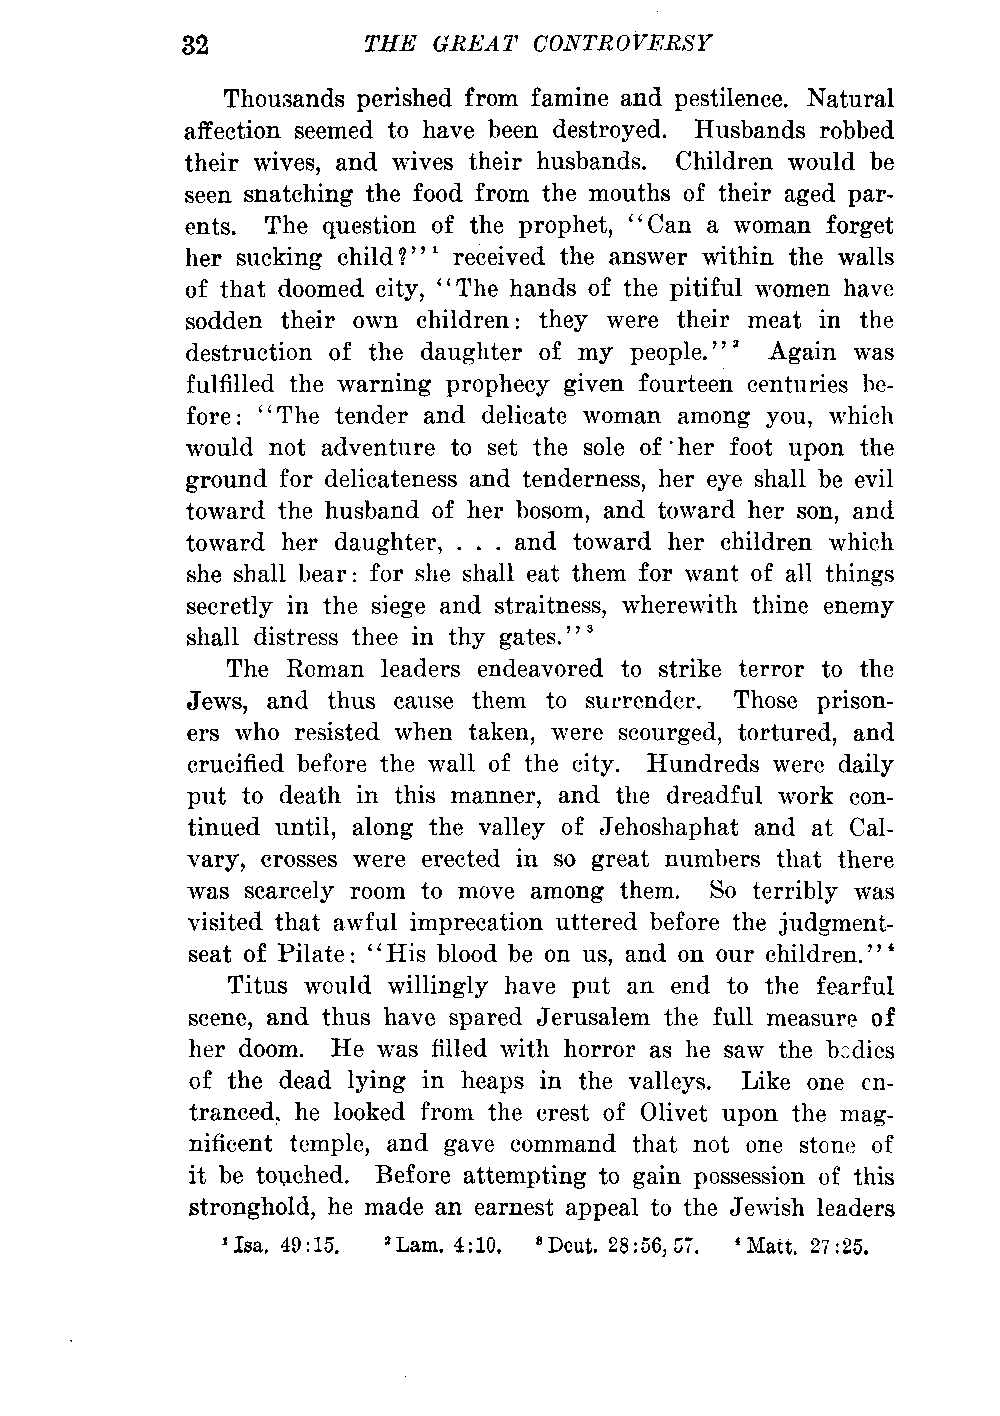 32 THE GREAT CONTROVERSY
Thousands perished from famine and pestilence. Natural
affection seemed to have been destroyed. Husbands robbed
their wives, and wives their husbands. Children would be
seen snatching the food from the mouths of their aged par-
ents. The question of the prophet, "Can a woman forget
her sucking child?"¹ received the answer within the walls
of that doomed city, "The hands of the pitiful women have
sodden their own children: they were their meat in the
destruction of the daughter of my people."² Again was
fulfilled the warning prophecy given fourteen centuries be-
fore: "The tender and delicate woman among you, which
would not adventure to set the sole of her foot upon the
ground for delicateness and tenderness, her eye shall be evil
toward the husband of her bosom, and toward her son, and
toward her daughter, . . . and toward her children which
she shall bear: for she shall eat them for want of all things
secretly in the siege and straitness, wherewith thine enemy
shall distress thee in thy gates."³
The Roman leaders endeavored to strike terror to the
Jews, and thus cause them to surrender. Those prison-
ers who resisted when taken, were scourged, tortured, and
crucified before the wall of the city. Hundreds were daily
put to death in this manner, and the dreadful work con-
tinued until, along the valley of Jehoshaphat and at Cal-
vary, crosses were erected in so great numbers that there
was scarcely room to move among them. So terribly was
visited that awful imprecation uttered before the judgment-
seat of Pilate: "His blood be on us, and on our children."⁴
Titus would willingly have put an end to the fearful
scene, and thus have spared Jerusalem the full measure of
her doom. He was filled with horror as he saw the bodies
of the dead lying in heaps in the valleys. Like one en-
tranced, he looked from the crest of Olivet upon the mag-
nificent temple, and gave command that not one stone of
it be touched. Before attempting to gain possession of this
stronghold, he made an earnest appeal to the Jewish leaders
¹ Isa. 49:15. ² Lam. 4:10. ³ Deut. 28:56, 57. ⁴ Matt. 27:25.